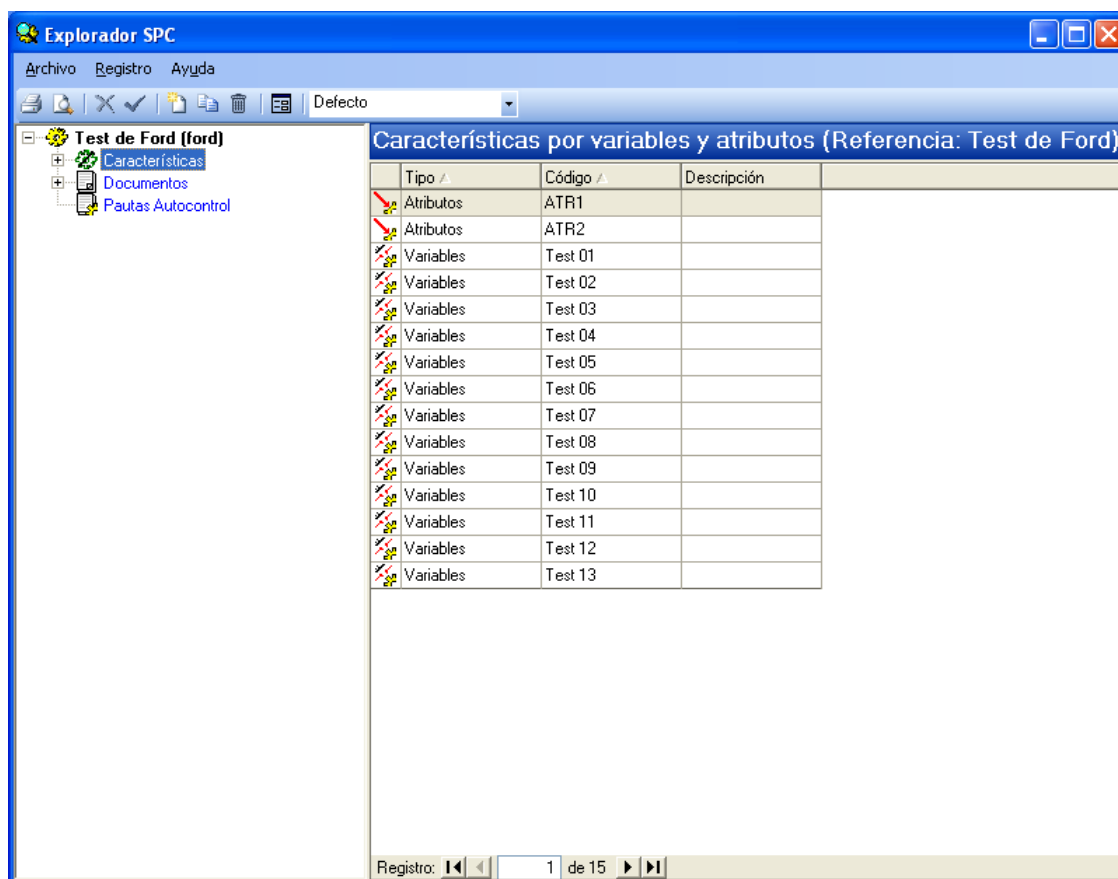 Explorador SPC
Archivo Registro Ayuda
Defecto
Test de Ford (ford)
Características
Documentos
Pautas Autocontrol
Características por variables y atributos (Referencia: Test de Ford)
Tipo Código Descripción
Atributos ATR1
Atributos ATR2
Variables Test 01
Variables Test 02
Variables Test 03
Variables Test 04
Variables Test 05
Variables Test 06
Variables Test 07
Variables Test 08
Variables Test 09
Variables Test 10
Variables Test 11
Variables Test 12
Variables Test 13
Registro: 1 de 15